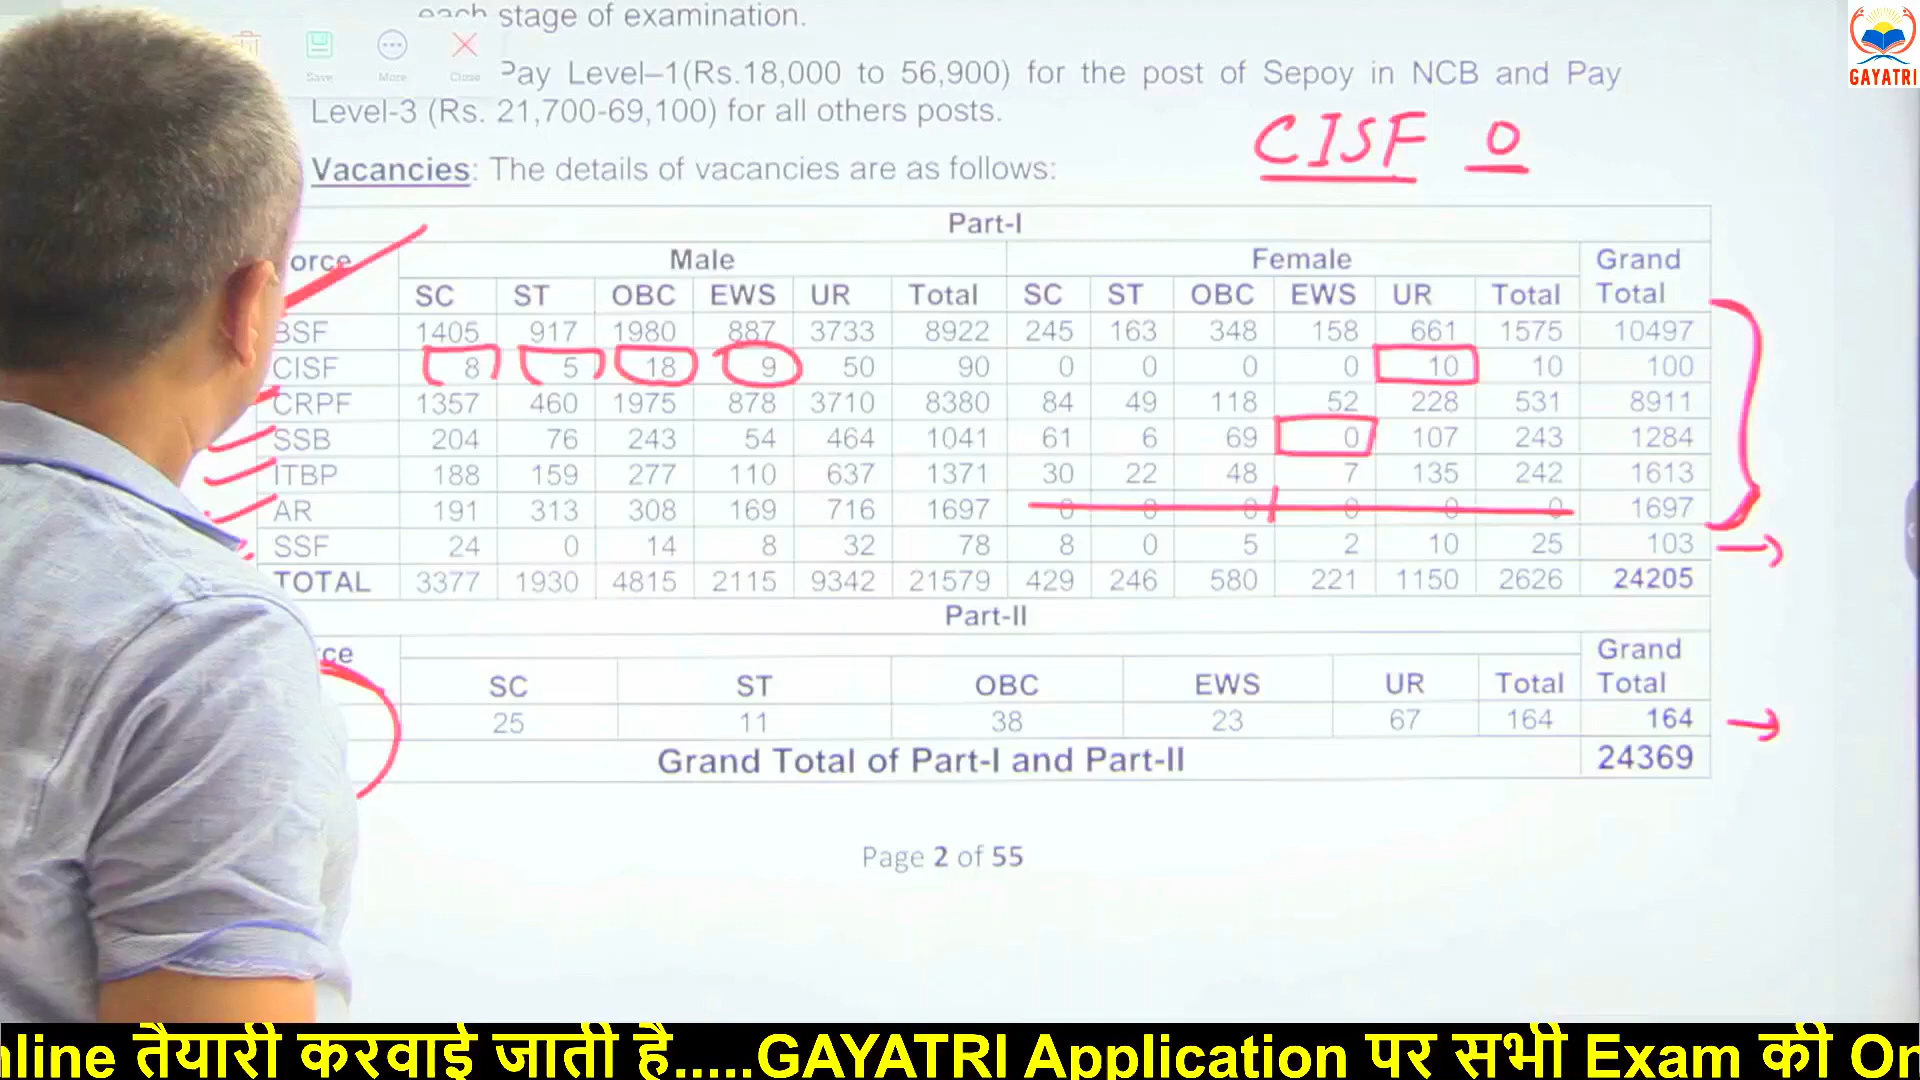 each stage of examination.
Save More Close
Pay Level–1(Rs.18,000 to 56,900) for the post of Sepoy in NCB and Pay
GAYATRI
Level-3 (Rs. 21,700-69,100) for all others posts.
CISF 0
Vacancies: The details of vacancies are as follows:
Part-I
orce Male Female Grand Total
SC ST OBC EWS UR Total SC ST OBC EWS UR Total
BSF 1405 917 1980 887 3733 8922 245 163 348 158 661 1575 10497
CISF 8 5 18 9 50 90 0 0 0 0 10 10 100
CRPF 1357 460 1975 878 3710 8380 84 49 118 52 228 531 8911
SSB 204 76 243 54 464 1041 61 6 69 0 107 243 1284
ITBP 188 159 277 110 637 1371 30 22 48 7 135 242 1613
AR 191 313 308 169 716 1697 0 0 0 0 0 0 1697
SSF 24 0 14 8 32 78 8 0 5 2 10 25 103
TOTAL 3377 1930 4815 2115 9342 21579 429 246 580 221 1150 2626 24205
Part-II
ce Grand Total
SC ST OBC EWS UR Total
25 11 38 23 67 164 164
Grand Total of Part-I and Part-II 24369
Page 2 of 55
nline तैयारी करवाई जाती है.....GAYATRI Application पर सभी Exam की On